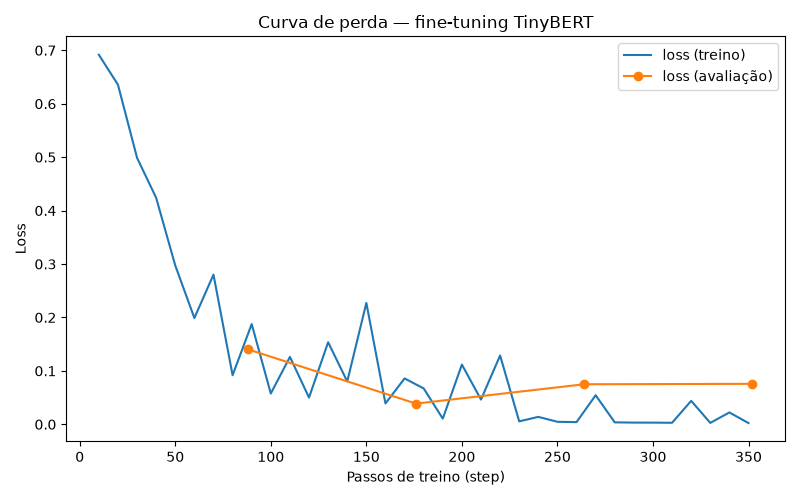 Curva de perda — fine-tuning TinyBERT
loss (treino)
loss (avaliação)
Loss
0.7
0.6
0.5
0.4
0.3
0.2
0.1
0.0
0 50 100 150 200 250 300 350
Passos de treino (step)